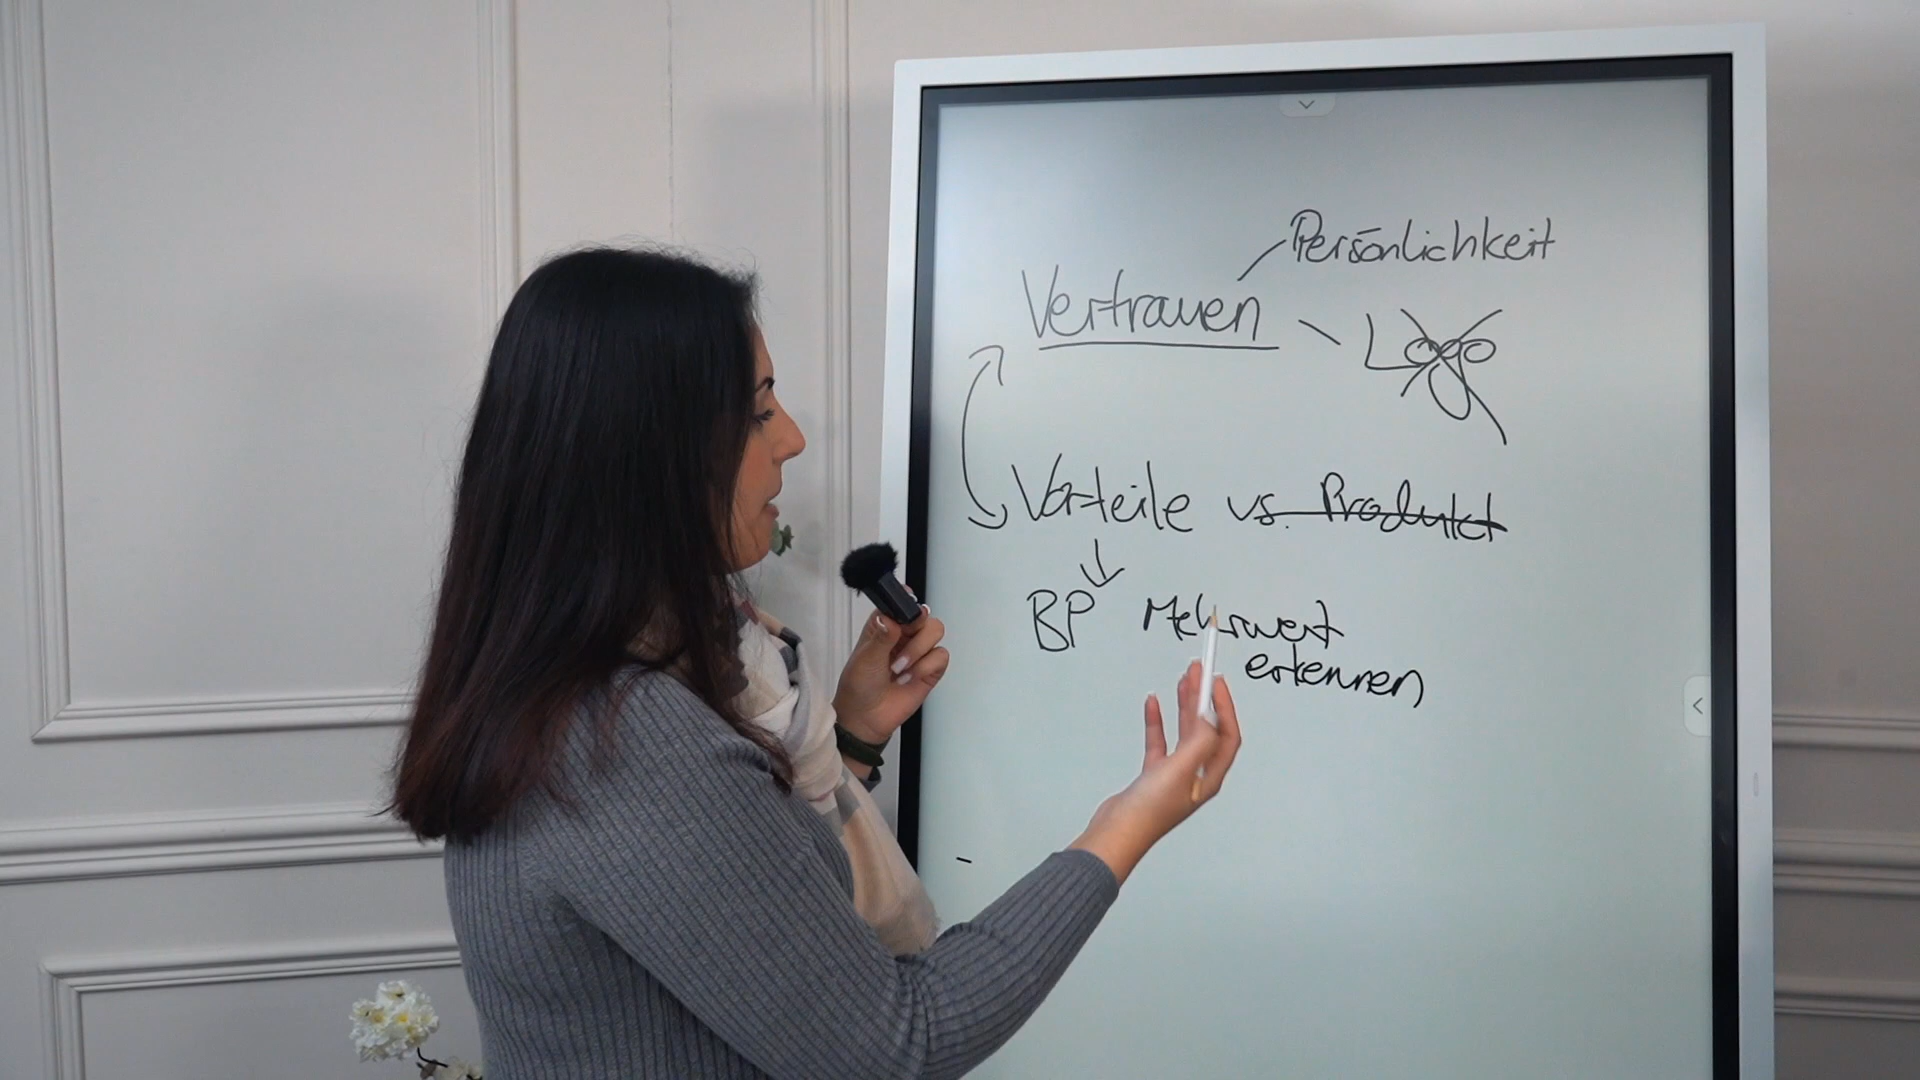 Persönlichkeit
Vertrauen
Logo
Vorteile vs. Produkt
BP Mehrwert
erkennen